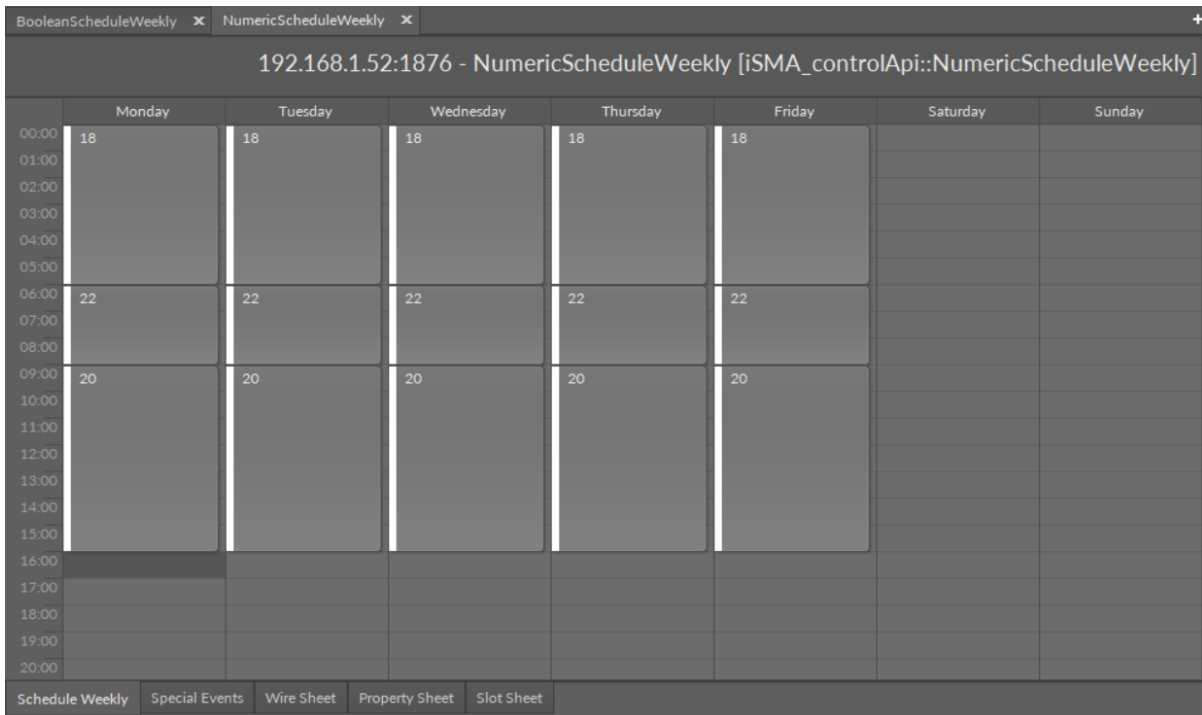 BooleanScheduleWeekly x NumericScheduleWeekly x +
192.168.1.52:1876 - NumericScheduleWeekly [iSMA_controlApi::NumericScheduleWeekly]
Monday Tuesday Wednesday Thursday Friday Saturday Sunday
00:00 18 18 18 18 18
01:00
02:00
03:00
04:00
05:00
06:00 22 22 22 22 22
07:00
08:00
09:00 20 20 20 20 20
10:00
11:00
12:00
13:00
14:00
15:00
16:00
17:00
18:00
19:00
20:00
Schedule Weekly Special Events Wire Sheet Property Sheet Slot Sheet